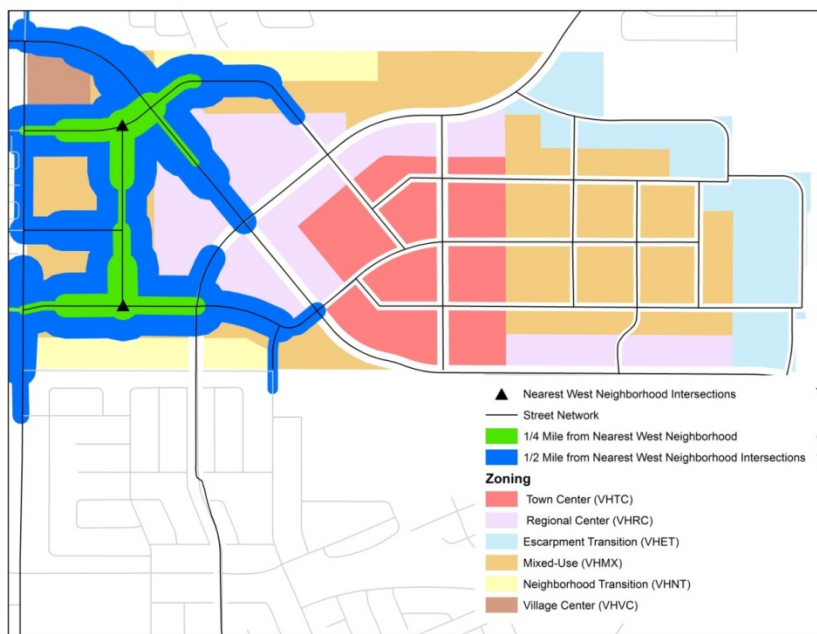 Nearest West Neighborhood Intersections
Street Network
1/4 Mile from Nearest West Neighborhood
1/2 Mile from Nearest West Neighborhood Intersections
Zoning
Town Center (VHTC)
Regional Center (VHRC)
Escarpment Transition (VHET)
Mixed-Use (VHMX)
Neighborhood Transition (VHNT)
Village Center (VHVC)